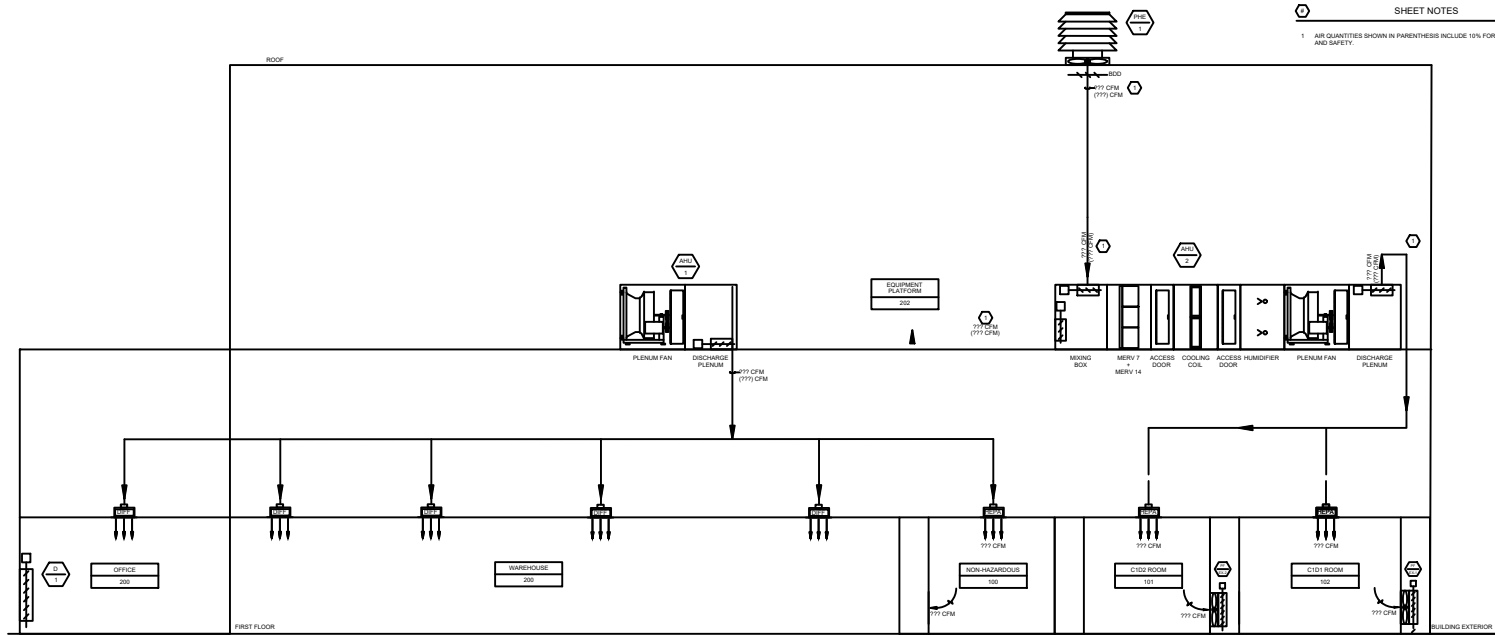 #
SHEET NOTES
1 AIR QUANTITIES SHOWN IN PARENTHESIS INCLUDE 10% FOR
AND SAFETY.
PHE
1
ROOF
BDD
??? CFM
(???) CFM
1
??? CFM
(??? CFM)
1
AHU
1
AHU
2
1
??? CFM
(??? CFM)
EQUIPMENT
PLATFORM
202
1
??? CFM
(??? CFM)
PLENUM FAN
DISCHARGE
PLENUM
MIXING
BOX
MERV 7
+
MERV 14
ACCESS
DOOR
COOLING
COIL
ACCESS
DOOR
HUMIDIFIER
PLENUM FAN
DISCHARGE
PLENUM
??? CFM
(???) CFM
DIFF
DIFF
DIFF
DIFF
DIFF
HEPA
HEPA
HEPA
??? CFM
??? CFM
??? CFM
D
1
OFFICE
200
WAREHOUSE
200
NON-HAZARDOUS
100
C1D2 ROOM
101
C1D1 ROOM
102
??? CFM
??? CFM
??? CFM
FIRST FLOOR
BUILDING EXTERIOR